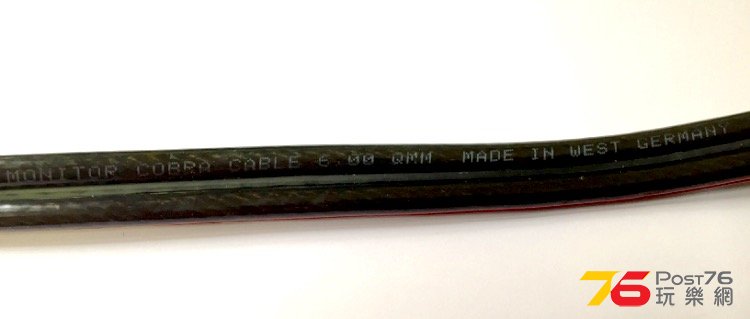 MONITOR COBRA CABLE 6.00 QMM MADE IN WEST GERMANY
76 POST76
玩樂網